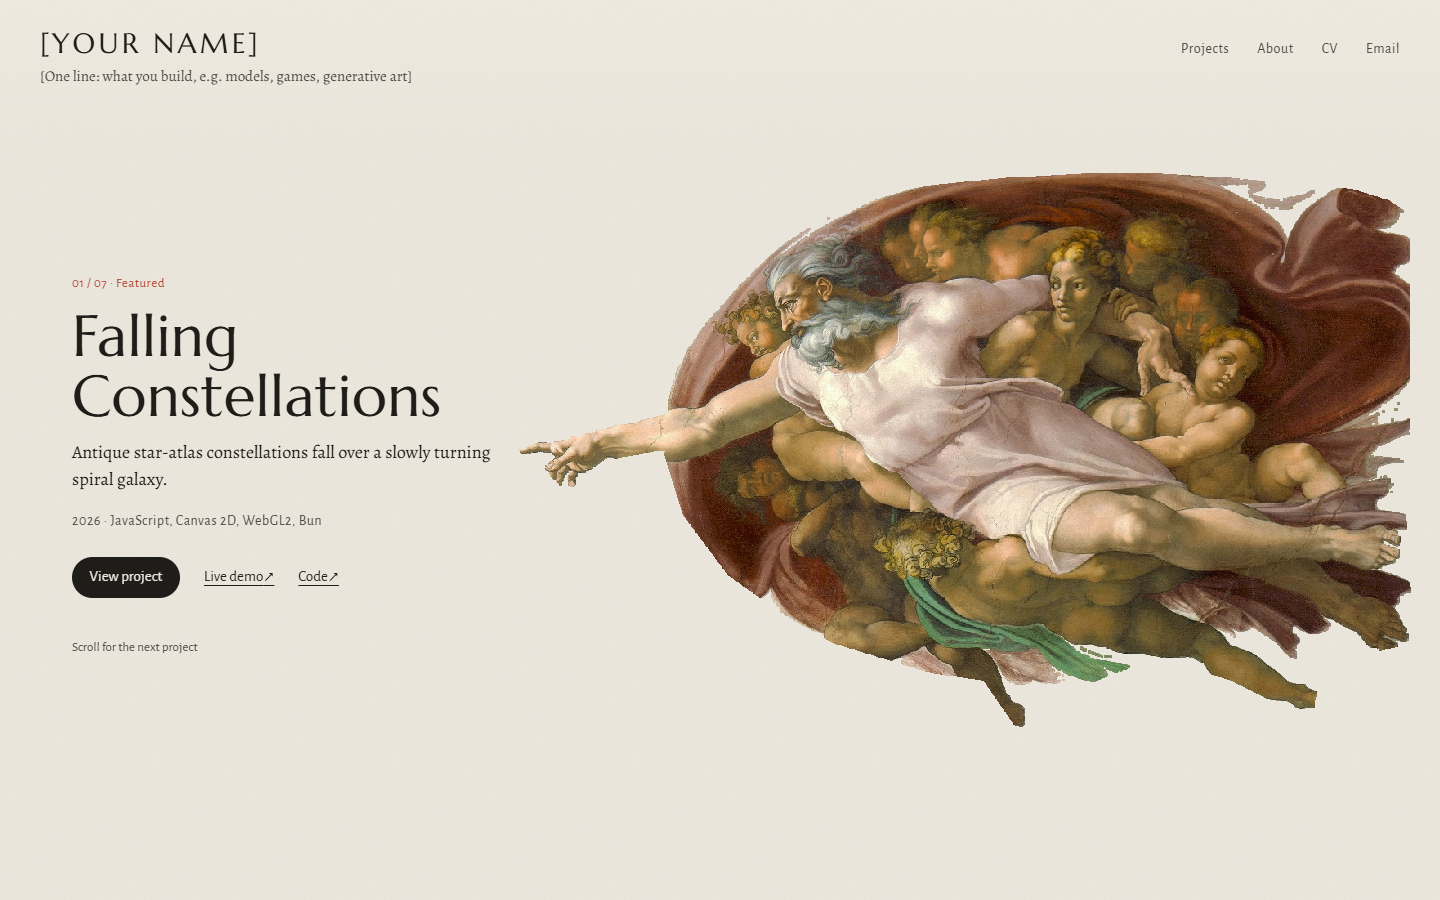 [YOUR NAME]
[One line: what you build, e.g. models, games, generative art]
Projects About CV Email
01 / 07 · Featured
Falling
Constellations
Antique star-atlas constellations fall over a slowly turning
spiral galaxy.
2026 · JavaScript, Canvas 2D, WebGL2, Bun
View project Live demo↗ Code↗
Scroll for the next project